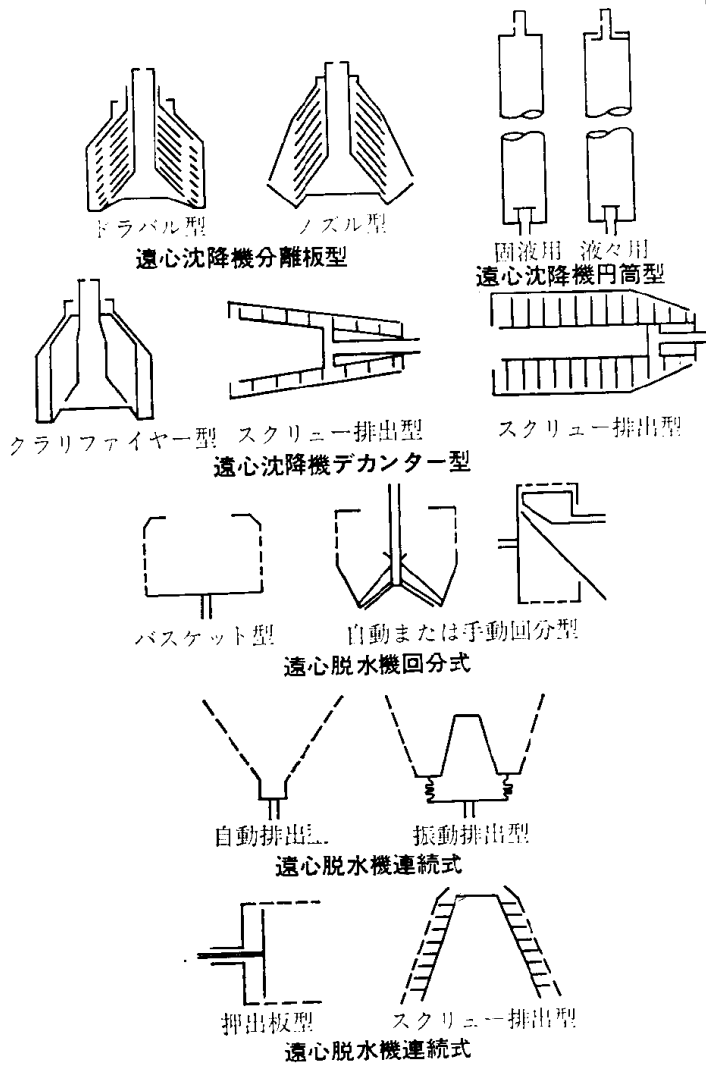 ドラバル型 ノズル型
遠心沈降機分離板型
固液用 液々用
遠心沈降機円筒型
クラリファイヤー型 スクリュー排出型 スクリュー排出型
遠心沈降機デカンター型
バスケット型 自動または手動回分型
遠心脱水機回分式
自動排出 振動排出型
遠心脱水機連続式
押出板型 スクリュー排出型
遠心脱水機連続式